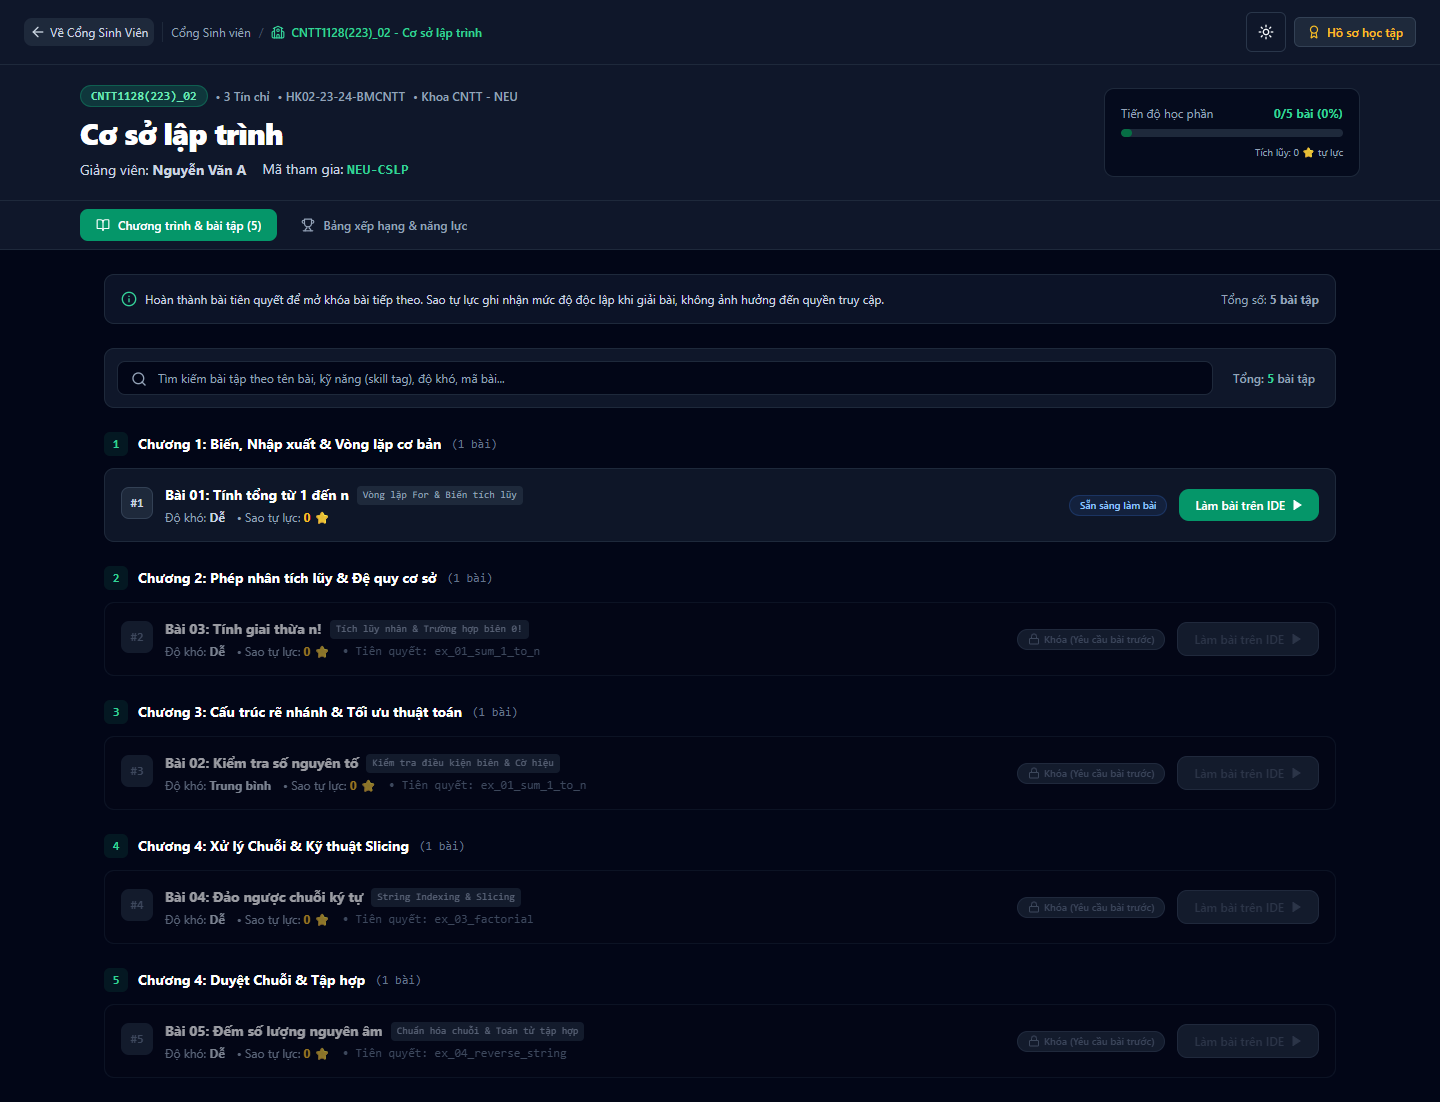 Về Cổng Sinh Viên
Cổng Sinh viên / CNTT1128(223)_02 - Cơ sở lập trình
Hồ sơ học tập
CNTT1128(223)_02 • 3 Tín chỉ • HK02-23-24-BMCNTT • Khoa CNTT - NEU
Cơ sở lập trình
Giảng viên: Nguyễn Văn A Mã tham gia: NEU-CSLP
Tiến độ học phần 0/5 bài (0%)
Tích lũy: 0 ⭐ tự lực
Chương trình & bài tập (5)
Bảng xếp hạng & năng lực
Hoàn thành bài tiên quyết để mở khóa bài tiếp theo. Sao tự lực ghi nhận mức độ độc lập khi giải bài, không ảnh hưởng đến quyền truy cập.
Tổng số: 5 bài tập
Tìm kiếm bài tập theo tên bài, kỹ năng (skill tag), độ khó, mã bài...
Tổng: 5 bài tập
1 Chương 1: Biến, Nhập xuất & Vòng lặp cơ bản (1 bài)
#1
Bài 01: Tính tổng từ 1 đến n Vòng lặp For & Biến tích lũy
Độ khó: Dễ • Sao tự lực: 0 ⭐
Sẵn sàng làm bài
Làm bài trên IDE
2 Chương 2: Phép nhân tích lũy & Đệ quy cơ sở (1 bài)
#2
Bài 03: Tính giai thừa n! Tích lũy nhân & Trường hợp biên 0!
Độ khó: Dễ • Sao tự lực: 0 ⭐ • Tiên quyết: ex_01_sum_1_to_n
Khóa (Yêu cầu bài trước)
Làm bài trên IDE
3 Chương 3: Cấu trúc rẽ nhánh & Tối ưu thuật toán (1 bài)
#3
Bài 02: Kiểm tra số nguyên tố Kiểm tra điều kiện biên & Cờ hiệu
Độ khó: Trung bình • Sao tự lực: 0 ⭐ • Tiên quyết: ex_01_sum_1_to_n
Khóa (Yêu cầu bài trước)
Làm bài trên IDE
4 Chương 4: Xử lý Chuỗi & Kỹ thuật Slicing (1 bài)
#4
Bài 04: Đảo ngược chuỗi ký tự String Indexing & Slicing
Độ khó: Dễ • Sao tự lực: 0 ⭐ • Tiên quyết: ex_03_factorial
Khóa (Yêu cầu bài trước)
Làm bài trên IDE
5 Chương 4: Duyệt Chuỗi & Tập hợp (1 bài)
#5
Bài 05: Đếm số lượng nguyên âm Chuẩn hóa chuỗi & Toán tử tập hợp
Độ khó: Dễ • Sao tự lực: 0 ⭐ • Tiên quyết: ex_04_reverse_string
Khóa (Yêu cầu bài trước)
Làm bài trên IDE